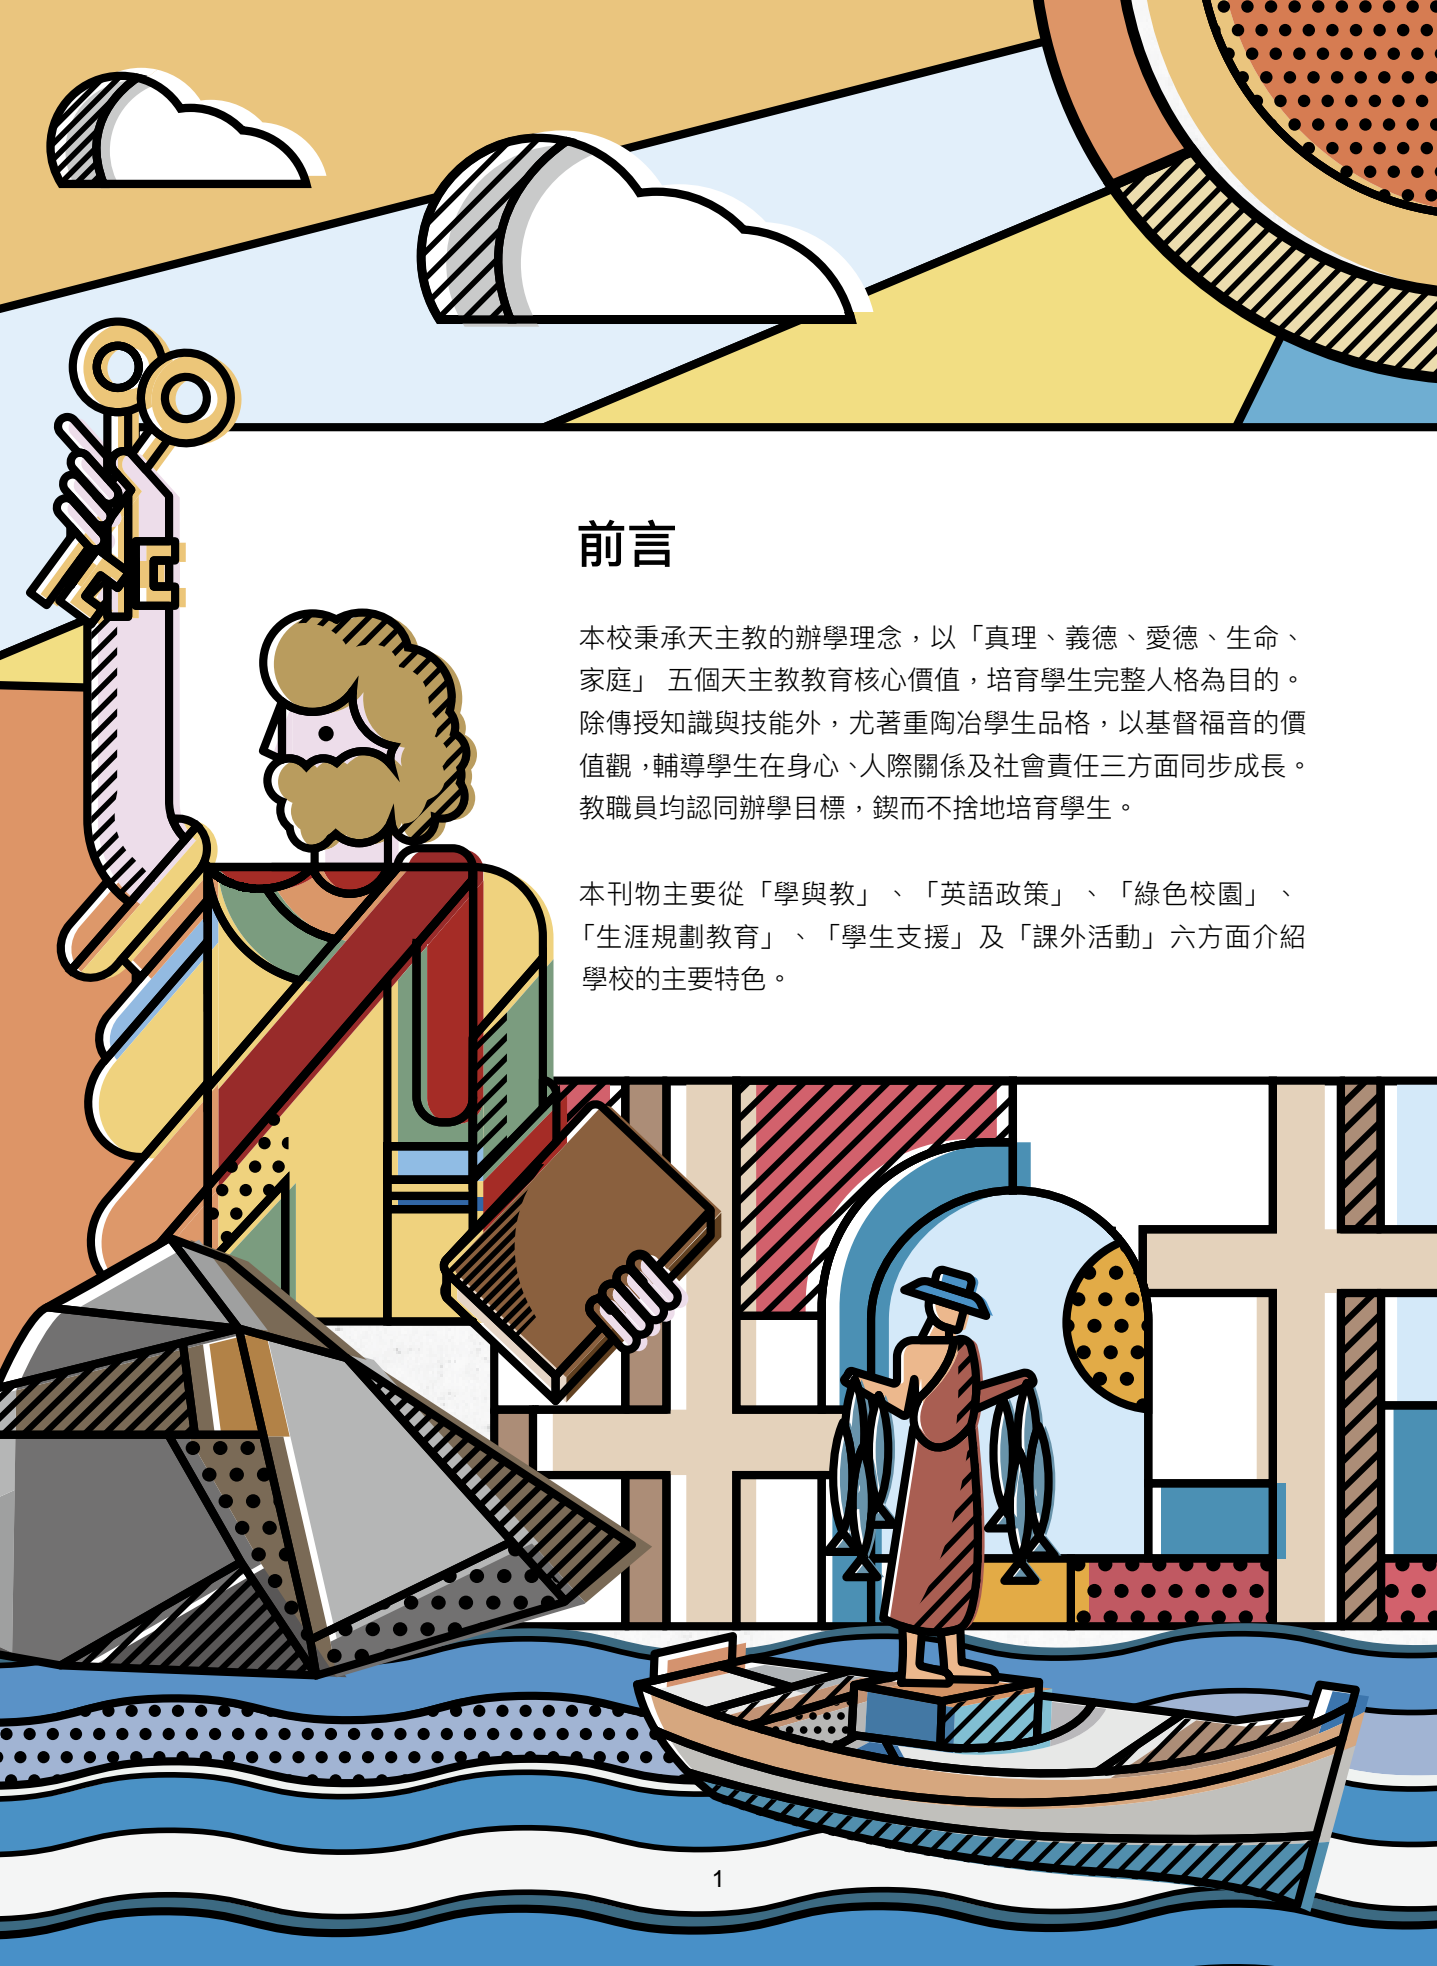 前言
本校秉承天主教的辦學理念，以「真理、義德、愛德、生命、
家庭」 五個天主教教育核心價值，培育學生完整人格為目的。
除傳授知識與技能外，尤著重陶冶學生品格，以基督福音的價
值觀，輔導學生在身心、人際關係及社會責任三方面同步成長。
教職員均認同辦學目標，鍥而不捨地培育學生。
本刊物主要從「學與教」、「英語政策」、「綠色校園」、
「生涯規劃教育」、「學生支援」及「課外活動」六方面介紹
學校的主要特色。
1